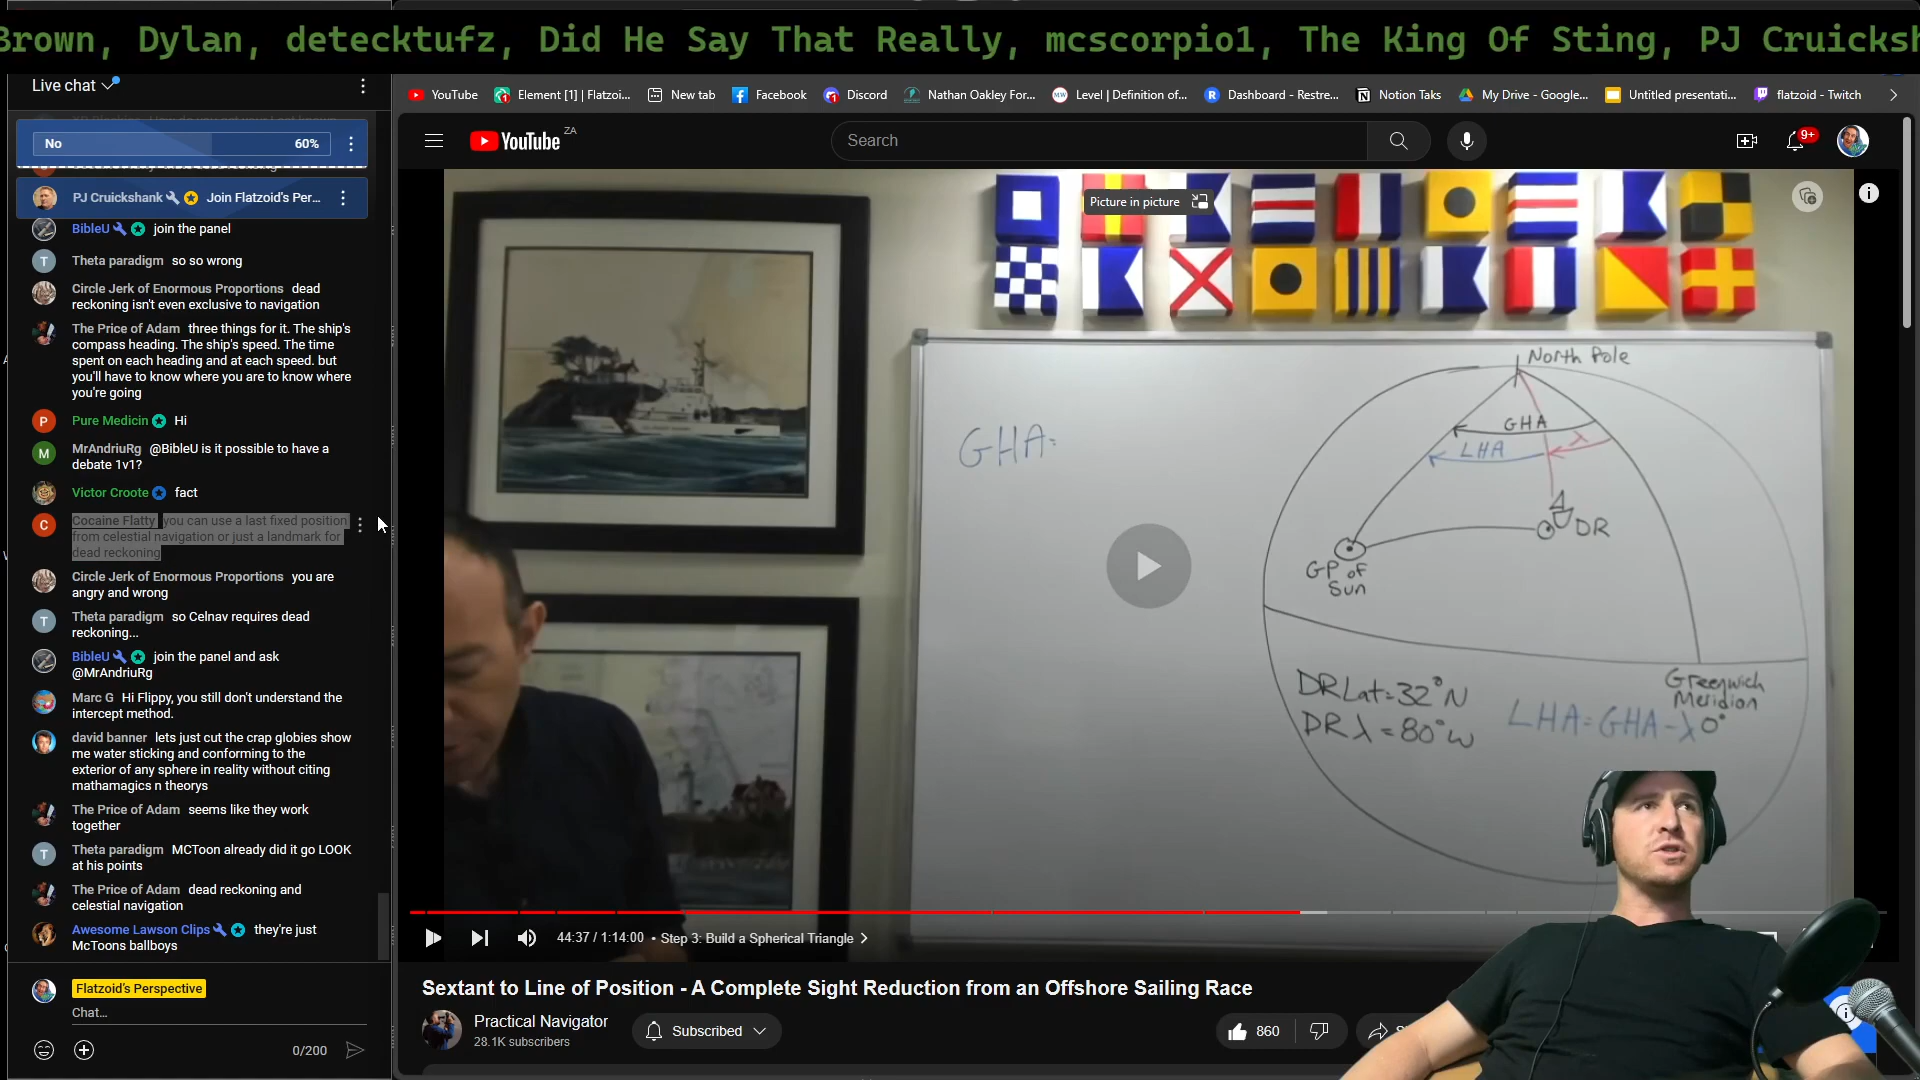 Brown, Dylan, detecktufz, Did He Say That Really, mcscorpio1, The King Of Sting, PJ Cruicksh
Live chat
No 60%
PJ Cruickshank Join Flatzoid's Per...
BibleU join the panel
Theta paradigm so so wrong
Circle Jerk of Enormous Proportions dead
reckoning isn't even exclusive to navigation
The Price of Adam three things for it. The ship's
compass heading. The ship's speed. The time
spent on each heading and at each speed. but
you'll have to know where you are to know where
you're going
P Pure Medicin Hi
M MrAndriuRg @BibleU is it possible to have a
debate 1v1?
Victor Croote fact
C Cocaine Flatty you can use a last fixed position
from celestial navigation or just a landmark for
dead reckoning
Circle Jerk of Enormous Proportions you are
angry and wrong
T Theta paradigm so Celnav requires dead
reckoning...
BibleU join the panel and ask
@MrAndriuRg
Marc G Hi Flippy, you still don't understand the
intercept method.
david banner lets just cut the crap globies show
me water sticking and conforming to the
exterior of any sphere in reality without citing
mathamagics n theorys
The Price of Adam seems like they work
together
T Theta paradigm MCToon already did it go LOOK
at his points
The Price of Adam dead reckoning and
celestial navigation
Awesome Lawson Clips they're just
McToons ballboys
Flatzoid's Perspective
Chat...
0/200
YouTube Element [1] | Flatzoi... New tab Facebook Discord Nathan Oakley For... Level | Definition of... Dashboard - Restre... Notion Taks My Drive - Google... Untitled presentati... flatzoid - Twitch
YouTube ZA
Search
9+
Picture in picture
North Pole
GHA
GHA=
LHA
λ
DR
GP of
Sun
Greenwich
Meridion
0°
DR Lat=32°N
DR λ = 80°W
LHA=GHA-λ
44:37 / 1:14:00 • Step 3: Build a Spherical Triangle
Sextant to Line of Position - A Complete Sight Reduction from an Offshore Sailing Race
Practical Navigator
28.1K subscribers
Subscribed
860